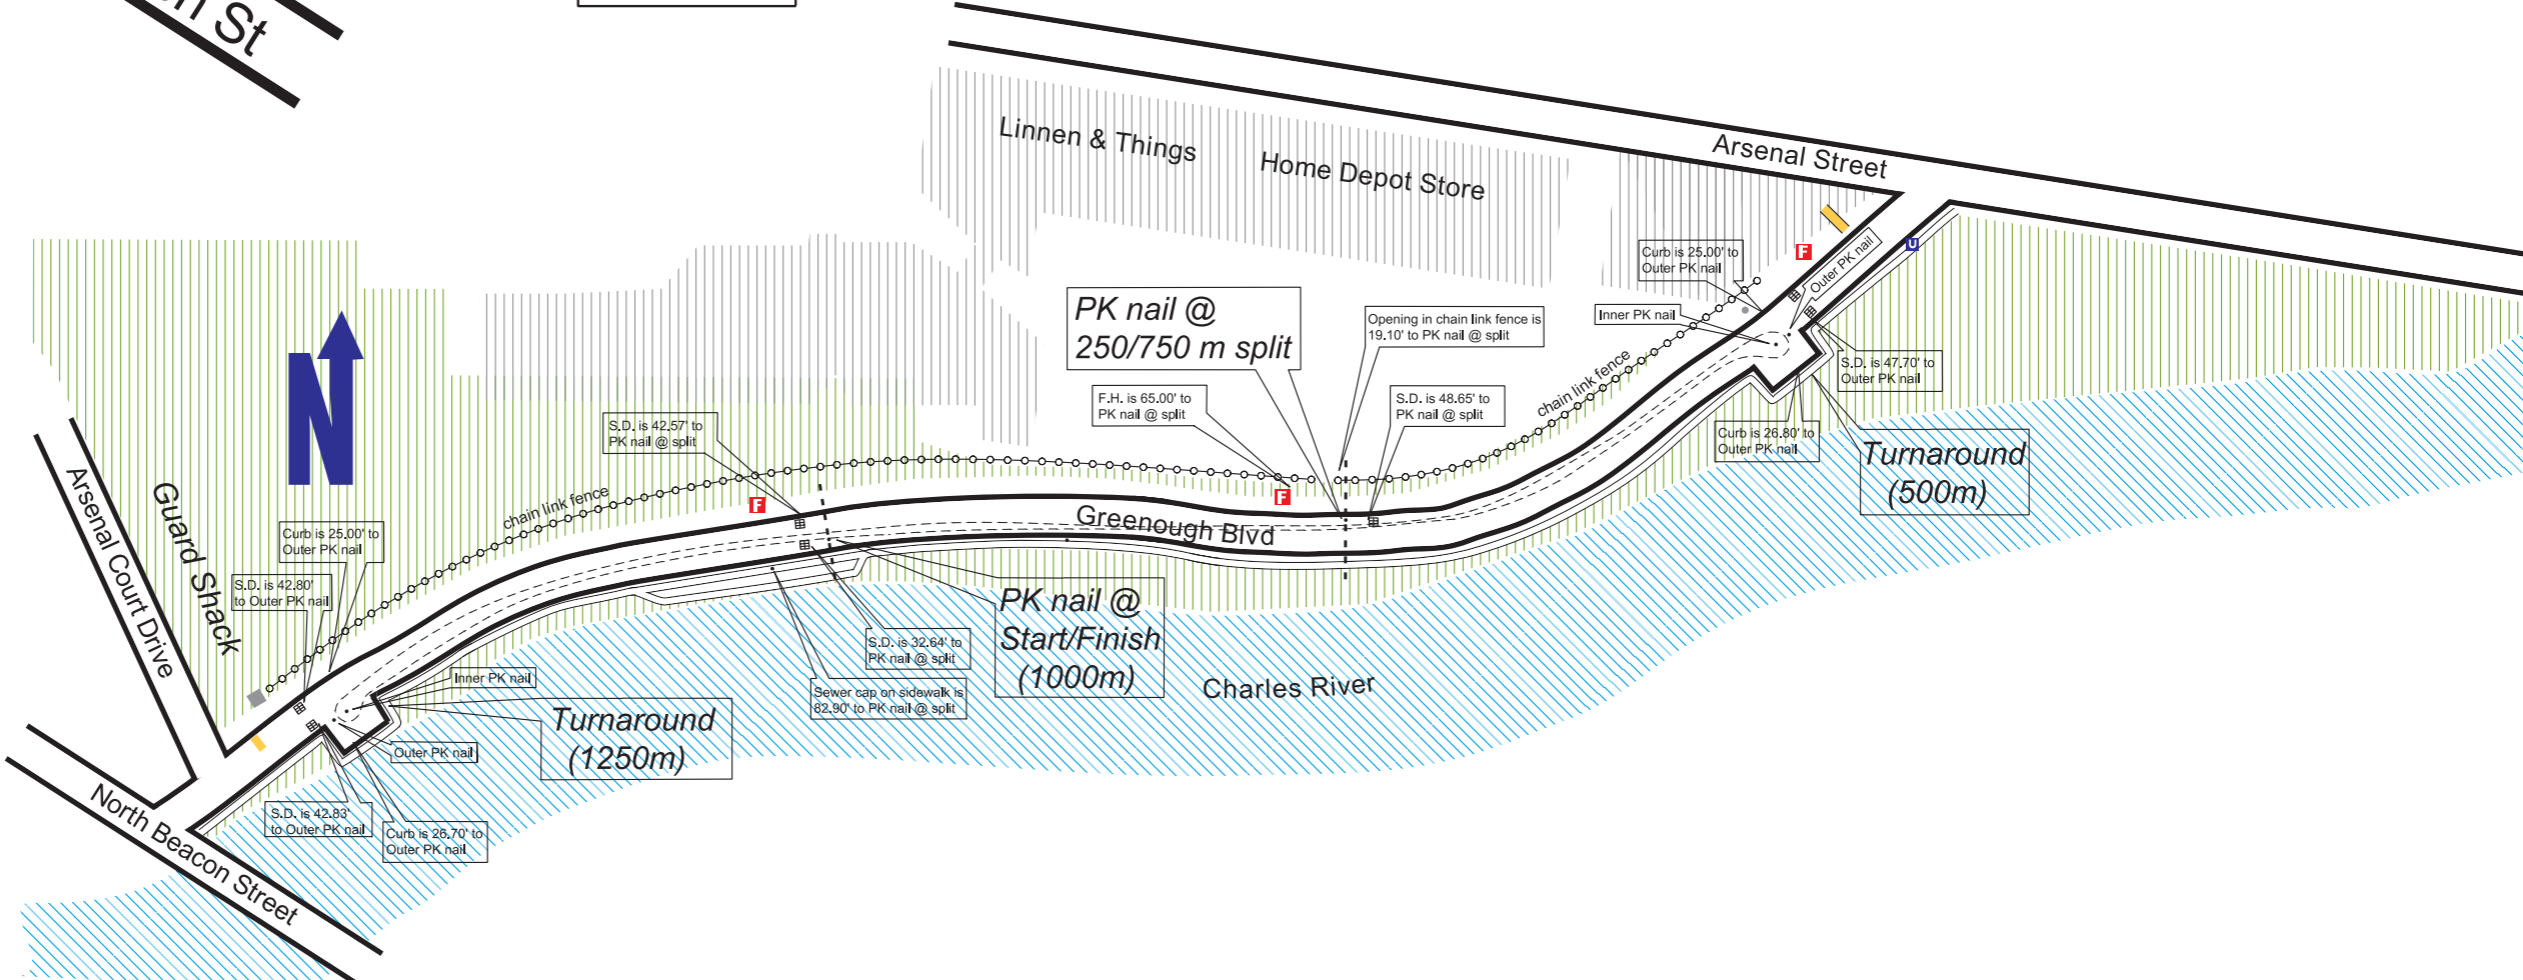 St
Linnen & Things
Home Depot Store
Arsenal Street
Curb is 25.00' to
Outer PK nail
Outer PK nail
F
U
Inner PK nail
PK nail @
250/750 m split
Opening in chain link fence is
19.10' to PK nail @ split
chain link fence
S.D. is 47.70' to
Outer PK nail
F.H. is 65.00' to
PK nail @ split
S.D. is 48.65' to
PK nail @ split
Curb is 26.80' to
Outer PK nail
Turnaround
(500m)
N
S.D. is 42.57' to
PK nail @ split
F
F
chain link fence
Greenough Blvd
Arsenal Court Drive
Guard Shack
Curb is 25.00' to
Outer PK nail
S.D. is 42.80'
to Outer PK nail
PK nail @
Start/Finish
(1000m)
S.D. is 32.64' to
PK nail @ split
Sewer cap on sidewalk is
82.90' to PK nail @ split
Charles River
Inner PK nail
Turnaround
(1250m)
Outer PK nail
S.D. is 42.83'
to Outer PK nail
Curb is 26.70' to
Outer PK nail
North Beacon Street